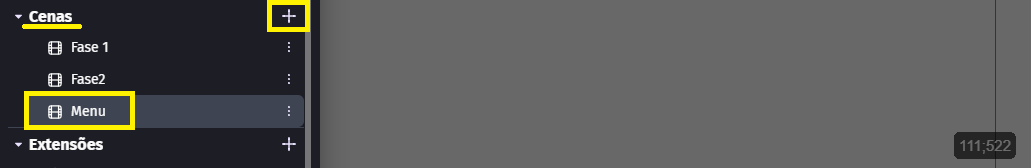 Cenas
Fase 1
Fase2
Menu
Extensões
111;522